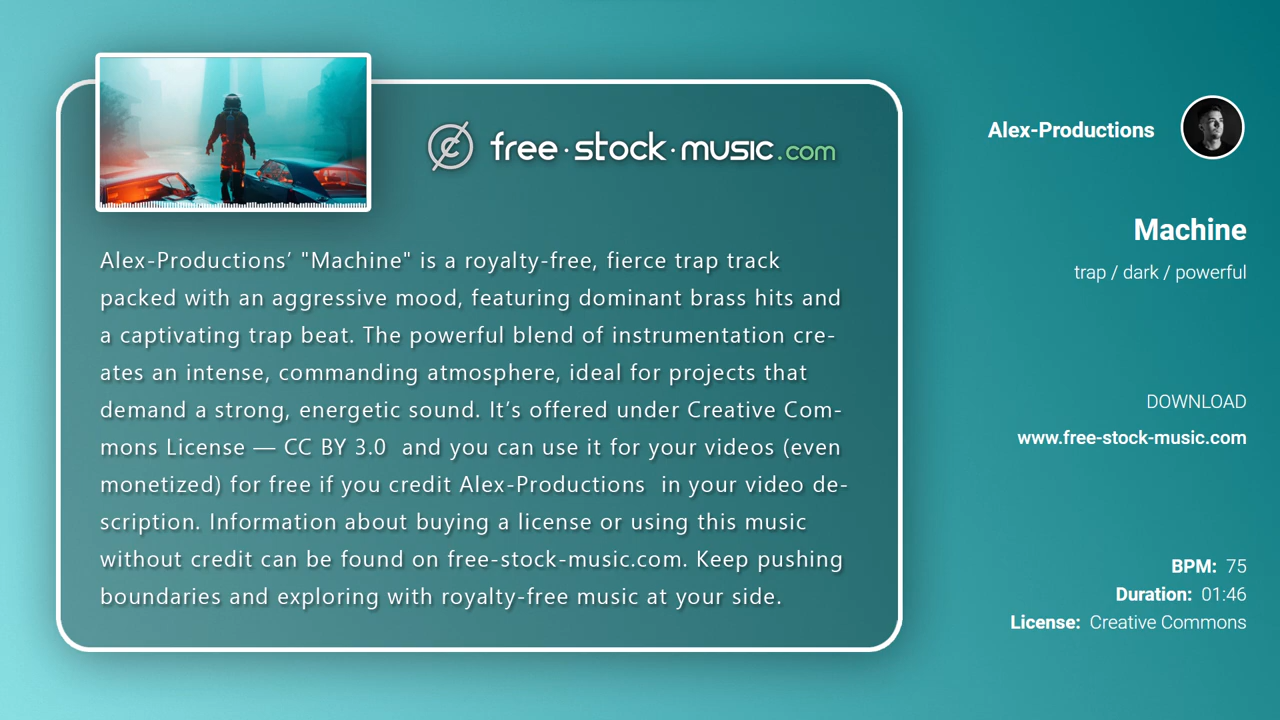 free·stock·music.com
Alex-Productions’ "Machine" is a royalty-free, fierce trap track
packed with an aggressive mood, featuring dominant brass hits and
a captivating trap beat. The powerful blend of instrumentation cre-
ates an intense, commanding atmosphere, ideal for projects that
demand a strong, energetic sound. It’s offered under Creative Com-
mons License — CC BY 3.0  and you can use it for your videos (even
monetized) for free if you credit Alex-Productions  in your video de-
scription. Information about buying a license or using this music
without credit can be found on free-stock-music.com. Keep pushing
boundaries and exploring with royalty-free music at your side.
Alex-Productions
Machine
trap / dark / powerful
DOWNLOAD
www.free-stock-music.com
BPM: 75
Duration: 01:46
License: Creative Commons